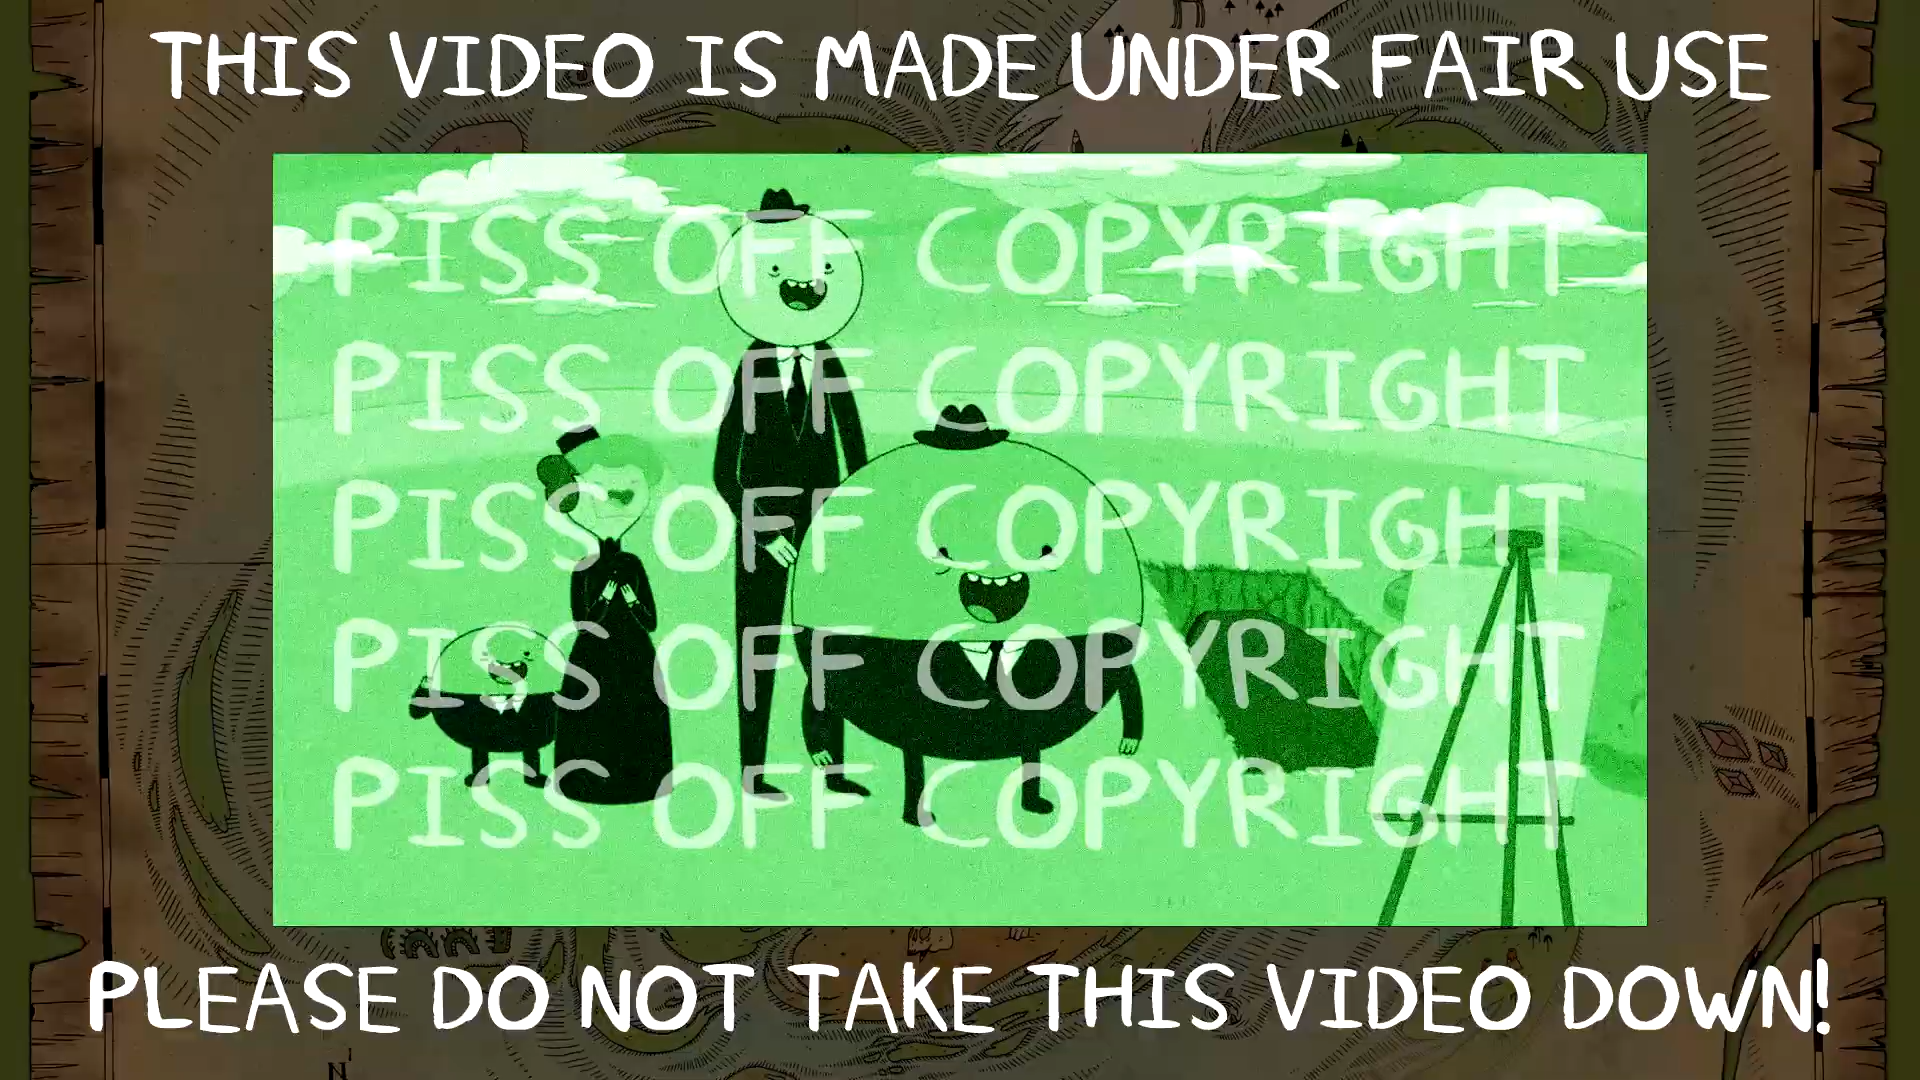 THIS VIDEO IS MADE UNDER FAIR USE
PISS OFF COPYRIGHT
PISS OFF COPYRIGHT
PISS OFF COPYRIGHT
PISS OFF COPYRIGHT
PISS OFF COPYRIGHT
PLEASE DO NOT TAKE THIS VIDEO DOWN!
N